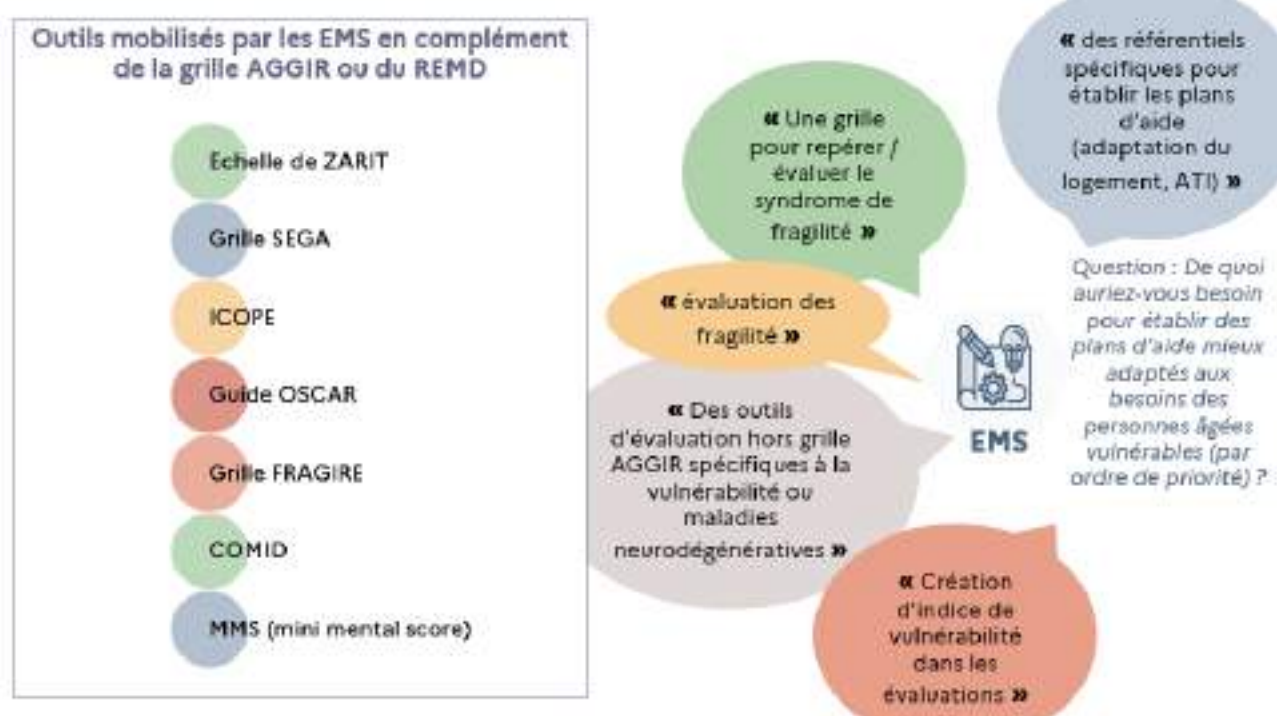 Outils mobilisés par les EMS en complément
de la grille AGGIR ou du REMD
Echelle de ZARIT
Grille SEGA
ICOPE
Guide OSCAR
Grille FRAGIRE
COMID
MMS (mini mental score)
« Une grille
pour repérer /
évaluer le
syndrome de
fragilité »
« des référentiels
spécifiques pour
établir les plans
d'aide
(adaptation du
logement, ATI) »
« évaluation des
fragilité »
« Des outils
d'évaluation hors grille
AGGIR spécifiques à la
vulnérabilité ou
maladies
neurodégénératives »
« Création
d'indice de
vulnérabilité
dans les
évaluations »
EMS
Question : De quoi
auriez-vous besoin
pour établir des
plans d'aide mieux
adaptés aux
besoins des
personnes âgées
vulnérables (par
ordre de priorité) ?